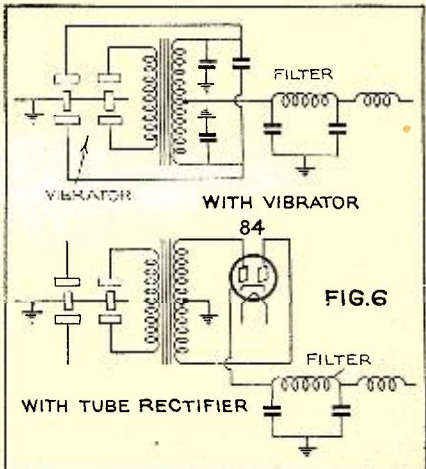 FILTER
VIBRATOR
WITH VIBRATOR
84
FIG.6
FILTER
WITH TUBE RECTIFIER